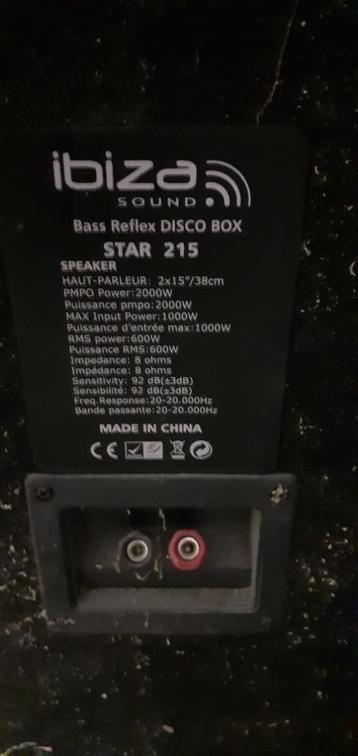 ibiza
SOUND
Bass Reflex DISCO BOX
STAR 215
SPEAKER
HAUT-PARLEUR: 2x15"/38cm
PMPO Power:2000W
Puissance pmpo:2000W
MAX Input Power:1000W
Puissance d'entrée max:1000W
RMS power:600W
Puissance RMS:600W
Impedance: 8 ohms
Impédance: 8 ohms
Sensitivity: 92 dB(±3dB)
Sensibilité: 92 dB(±3dB)
Freq.Response:20-20.000Hz
Bande passante:20-20.000Hz
MADE IN CHINA
CE